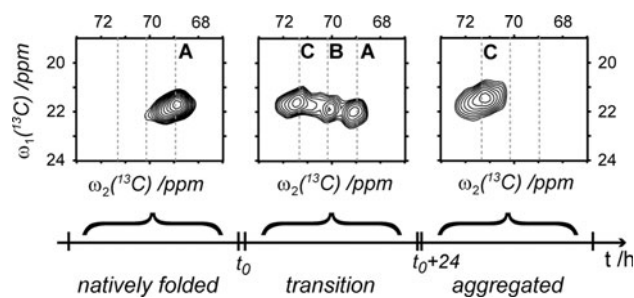 72 70 68 72 70 68 72 70 68
A C B A C
20 20
22 22
24 24
ω₁(¹³C) /ppm
ω₂(¹³C) /ppm ω₂(¹³C) /ppm ω₂(¹³C) /ppm
t₀ t₀+24 t /h
natively folded transition aggregated